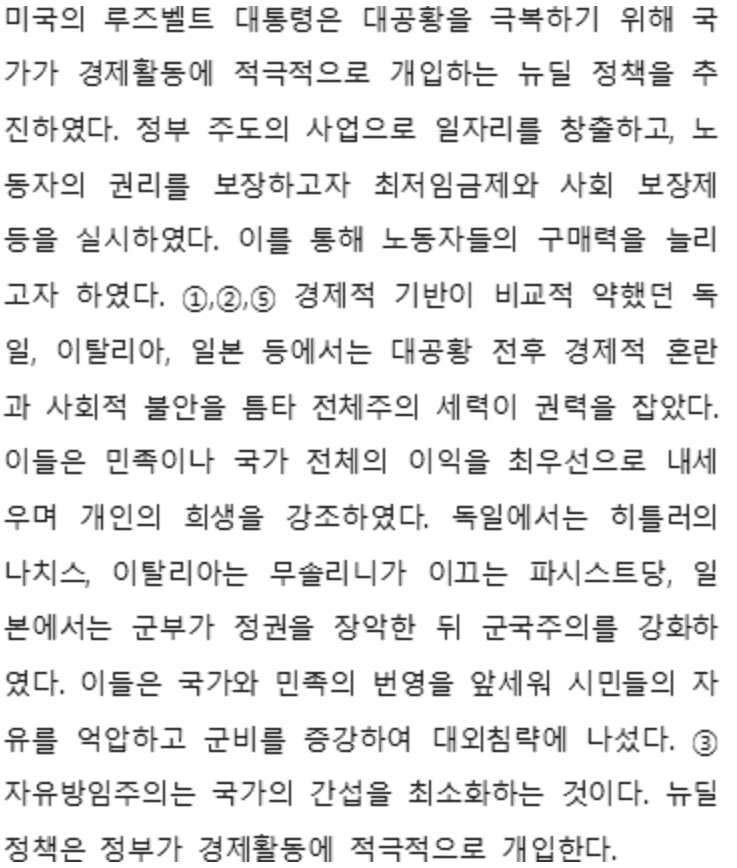 미국의 루즈벨트 대통령은 대공황을 극복하기 위해 국
가가 경제활동에 적극적으로 개입하는 뉴딜 정책을 추
진하였다. 정부 주도의 사업으로 일자리를 창출하고, 노
동자의 권리를 보장하고자 최저임금제와 사회 보장제
등을 실시하였다. 이를 통해 노동자들의 구매력을 늘리
고자 하였다. ①,②,⑤ 경제적 기반이 비교적 약했던 독
일, 이탈리아, 일본 등에서는 대공황 전후 경제적 혼란
과 사회적 불안을 틈타 전체주의 세력이 권력을 잡았다.
이들은 민족이나 국가 전체의 이익을 최우선으로 내세
우며 개인의 희생을 강조하였다. 독일에서는 히틀러의
나치스, 이탈리아는 무솔리니가 이끄는 파시스트당, 일
본에서는 군부가 정권을 장악한 뒤 군국주의를 강화하
였다. 이들은 국가와 민족의 번영을 앞세워 시민들의 자
유를 억압하고 군비를 증강하여 대외침략에 나섰다. ③
자유방임주의는 국가의 간섭을 최소화하는 것이다. 뉴딜
정책은 정부가 경제활동에 적극적으로 개입한다.